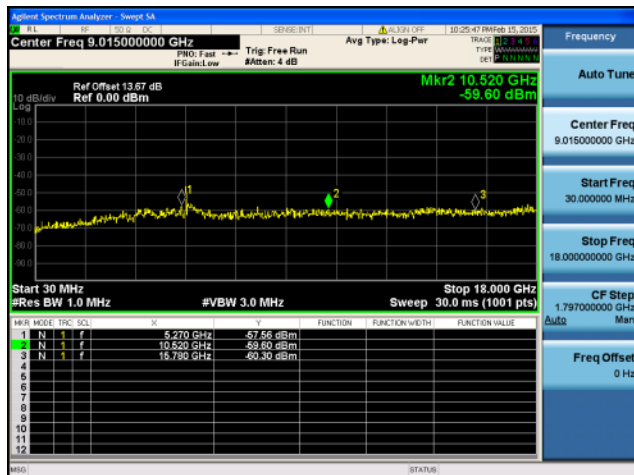 Agilent Spectrum Analyzer - Swept SA
RL RF 50 Ω DC SENSE:INT ALIGN OFF 10:25:47 PM Feb 15, 2015
Center Freq 9.015000000 GHz
PNO: Fast
IFGain:Low
Trig: Free Run
#Atten: 4 dB
Avg Type: Log-Pwr
TRACE 1 2 3 4 5 6
TYPE
DET P N N N N N
Ref Offset 13.67 dB
Ref 0.00 dBm
10 dB/div
Log
Mkr2 10.520 GHz
-59.60 dBm
-10.0
-20.0
-30.0
-40.0
-50.0
-60.0
-70.0
-80.0
-90.0
1
2
3
Start 30 MHz
#Res BW 1.0 MHz
#VBW 3.0 MHz
Stop 18.000 GHz
Sweep 30.0 ms (1001 pts)
MKR MODE TRC SCL X Y FUNCTION FUNCTION WIDTH FUNCTION VALUE
1 N 1 f 5.270 GHz -57.56 dBm
2 N 1 f 10.520 GHz -59.60 dBm
3 N 1 f 15.780 GHz -60.30 dBm
4
5
6
7
8
9
10
11
12
MSG
STATUS
Frequency
Auto Tune
Center Freq
9.015000000 GHz
Start Freq
30.000000 MHz
Stop Freq
18.000000000 GHz
CF Step
1.797000000 GHz
Auto Man
Freq Offset
0 Hz